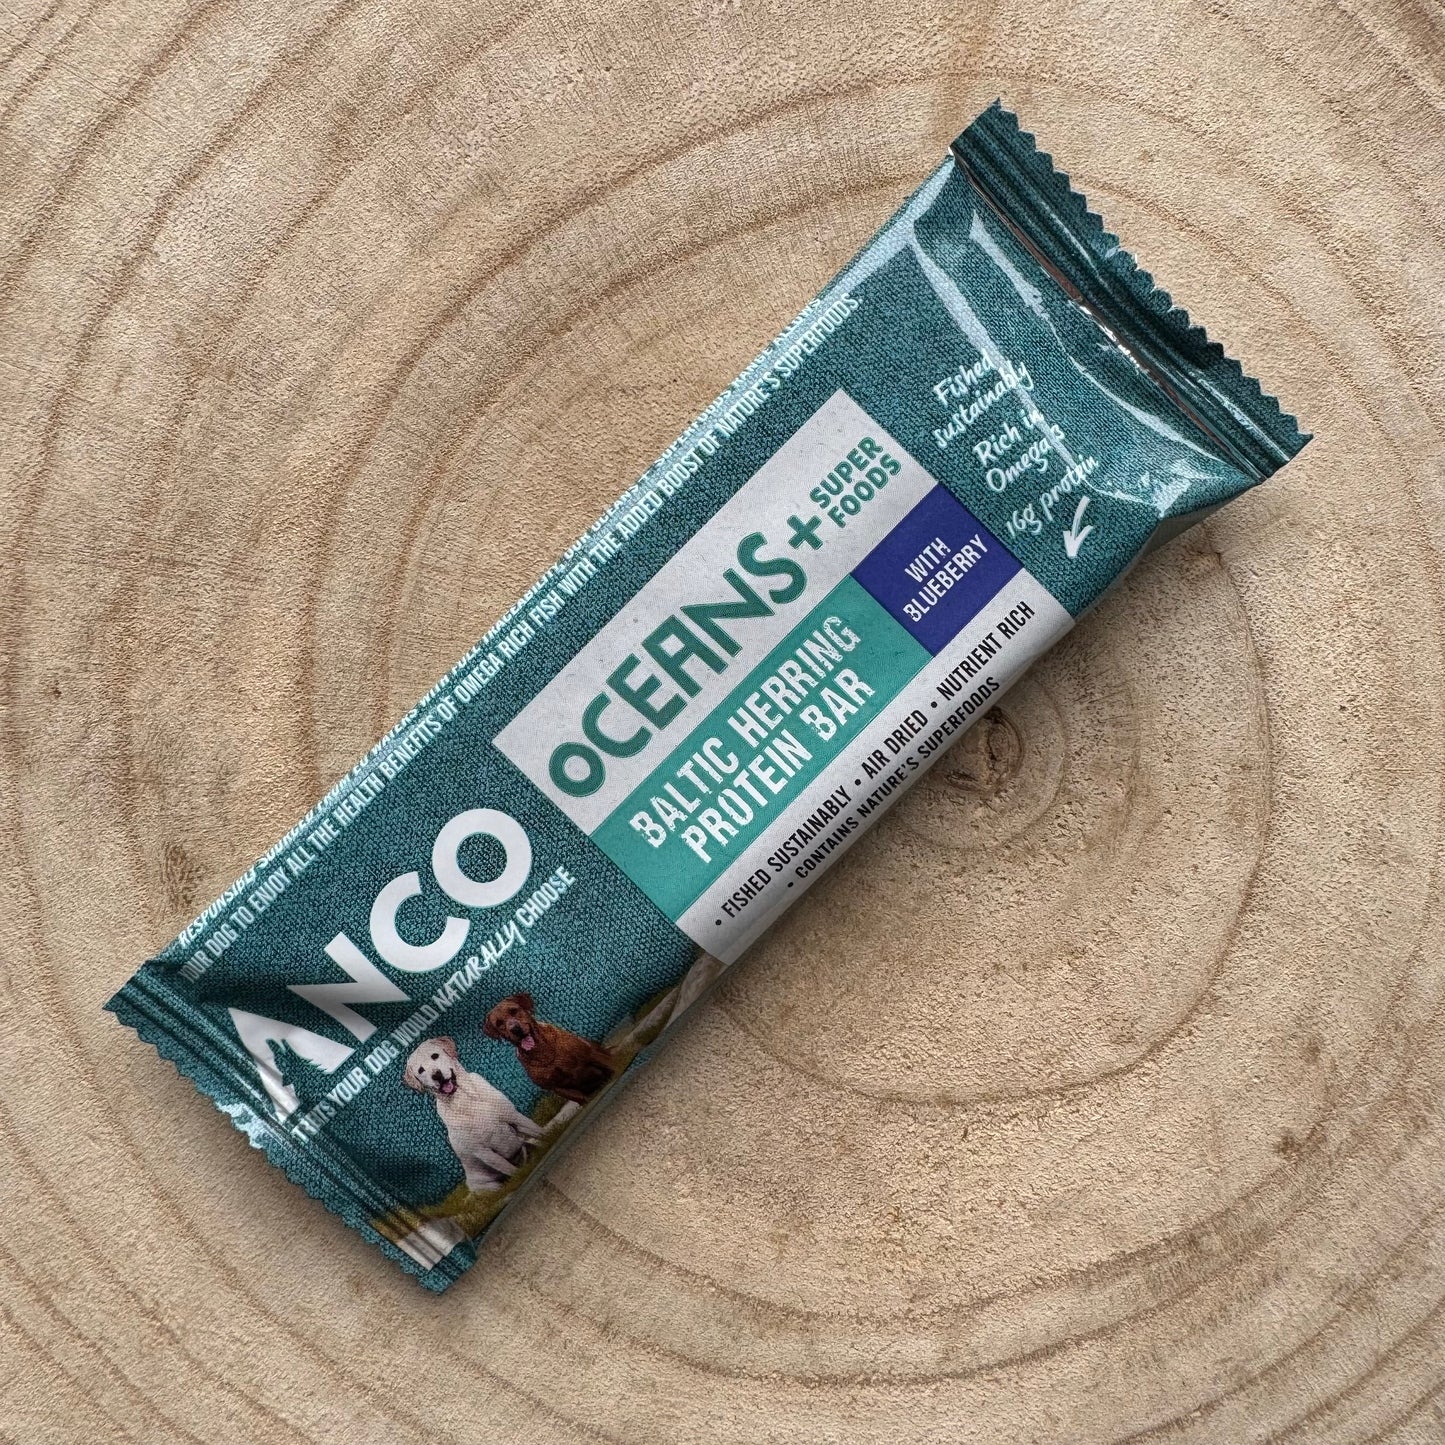 YOUR DOG TO ENJOY ALL THE HEALTH BENEFITS OF OMEGA RICH FISH WITH THE ADDED BOOST OF NATURE'S SUPERFOODS.
ANCO
TREATS YOUR DOG WOULD NATURALLY CHOOSE
OCEANS+
SUPER
FOODS
BALTIC HERRING
PROTEIN BAR
WITH
BLUEBERRY
• FISHED SUSTAINABLY • AIR DRIED • NUTRIENT RICH
• CONTAINS NATURE'S SUPERFOODS
Fished
sustainably
Rich in
Omega 3
16g protein